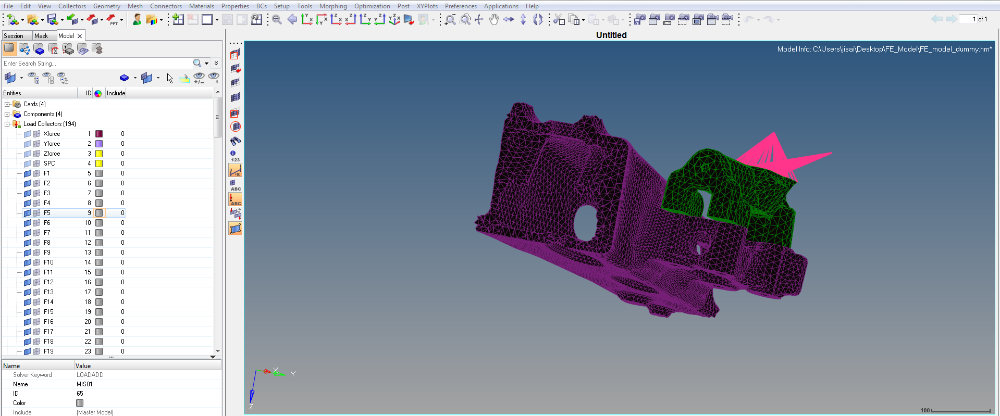 File Edit View Collectors Geometry Mesh Connectors Materials Properties BCs Setup Tools Morphing Optimization Post XYPlots Preferences Applications Help
PPT
1 of 1
Session Mask Model
Untitled
Model Info: C:\Users\jisai\Desktop\FE_Model\FE_model_dummy.hm*
Enter Search String...
Entities ID Include
Cards (4)
Components (4)
Load Collectors (194)
Xforce 1 0
Yforce 2 0
Zforce 3 0
SPC 4 0
F1 5 0
F2 6 0
F3 7 0
F4 8 0
F5 9 0
F6 10 0
F7 11 0
F8 12 0
F9 13 0
F10 14 0
F11 15 0
F12 16 0
F13 17 0
F14 18 0
F15 19 0
F16 20 0
F17 21 0
F18 22 0
F19 23 0
123
ABC
ABC
Name Value
Solver Keyword LOADADD
Name MIS01
ID 65
Color
Include [Master Model]
X
Y
Z
100